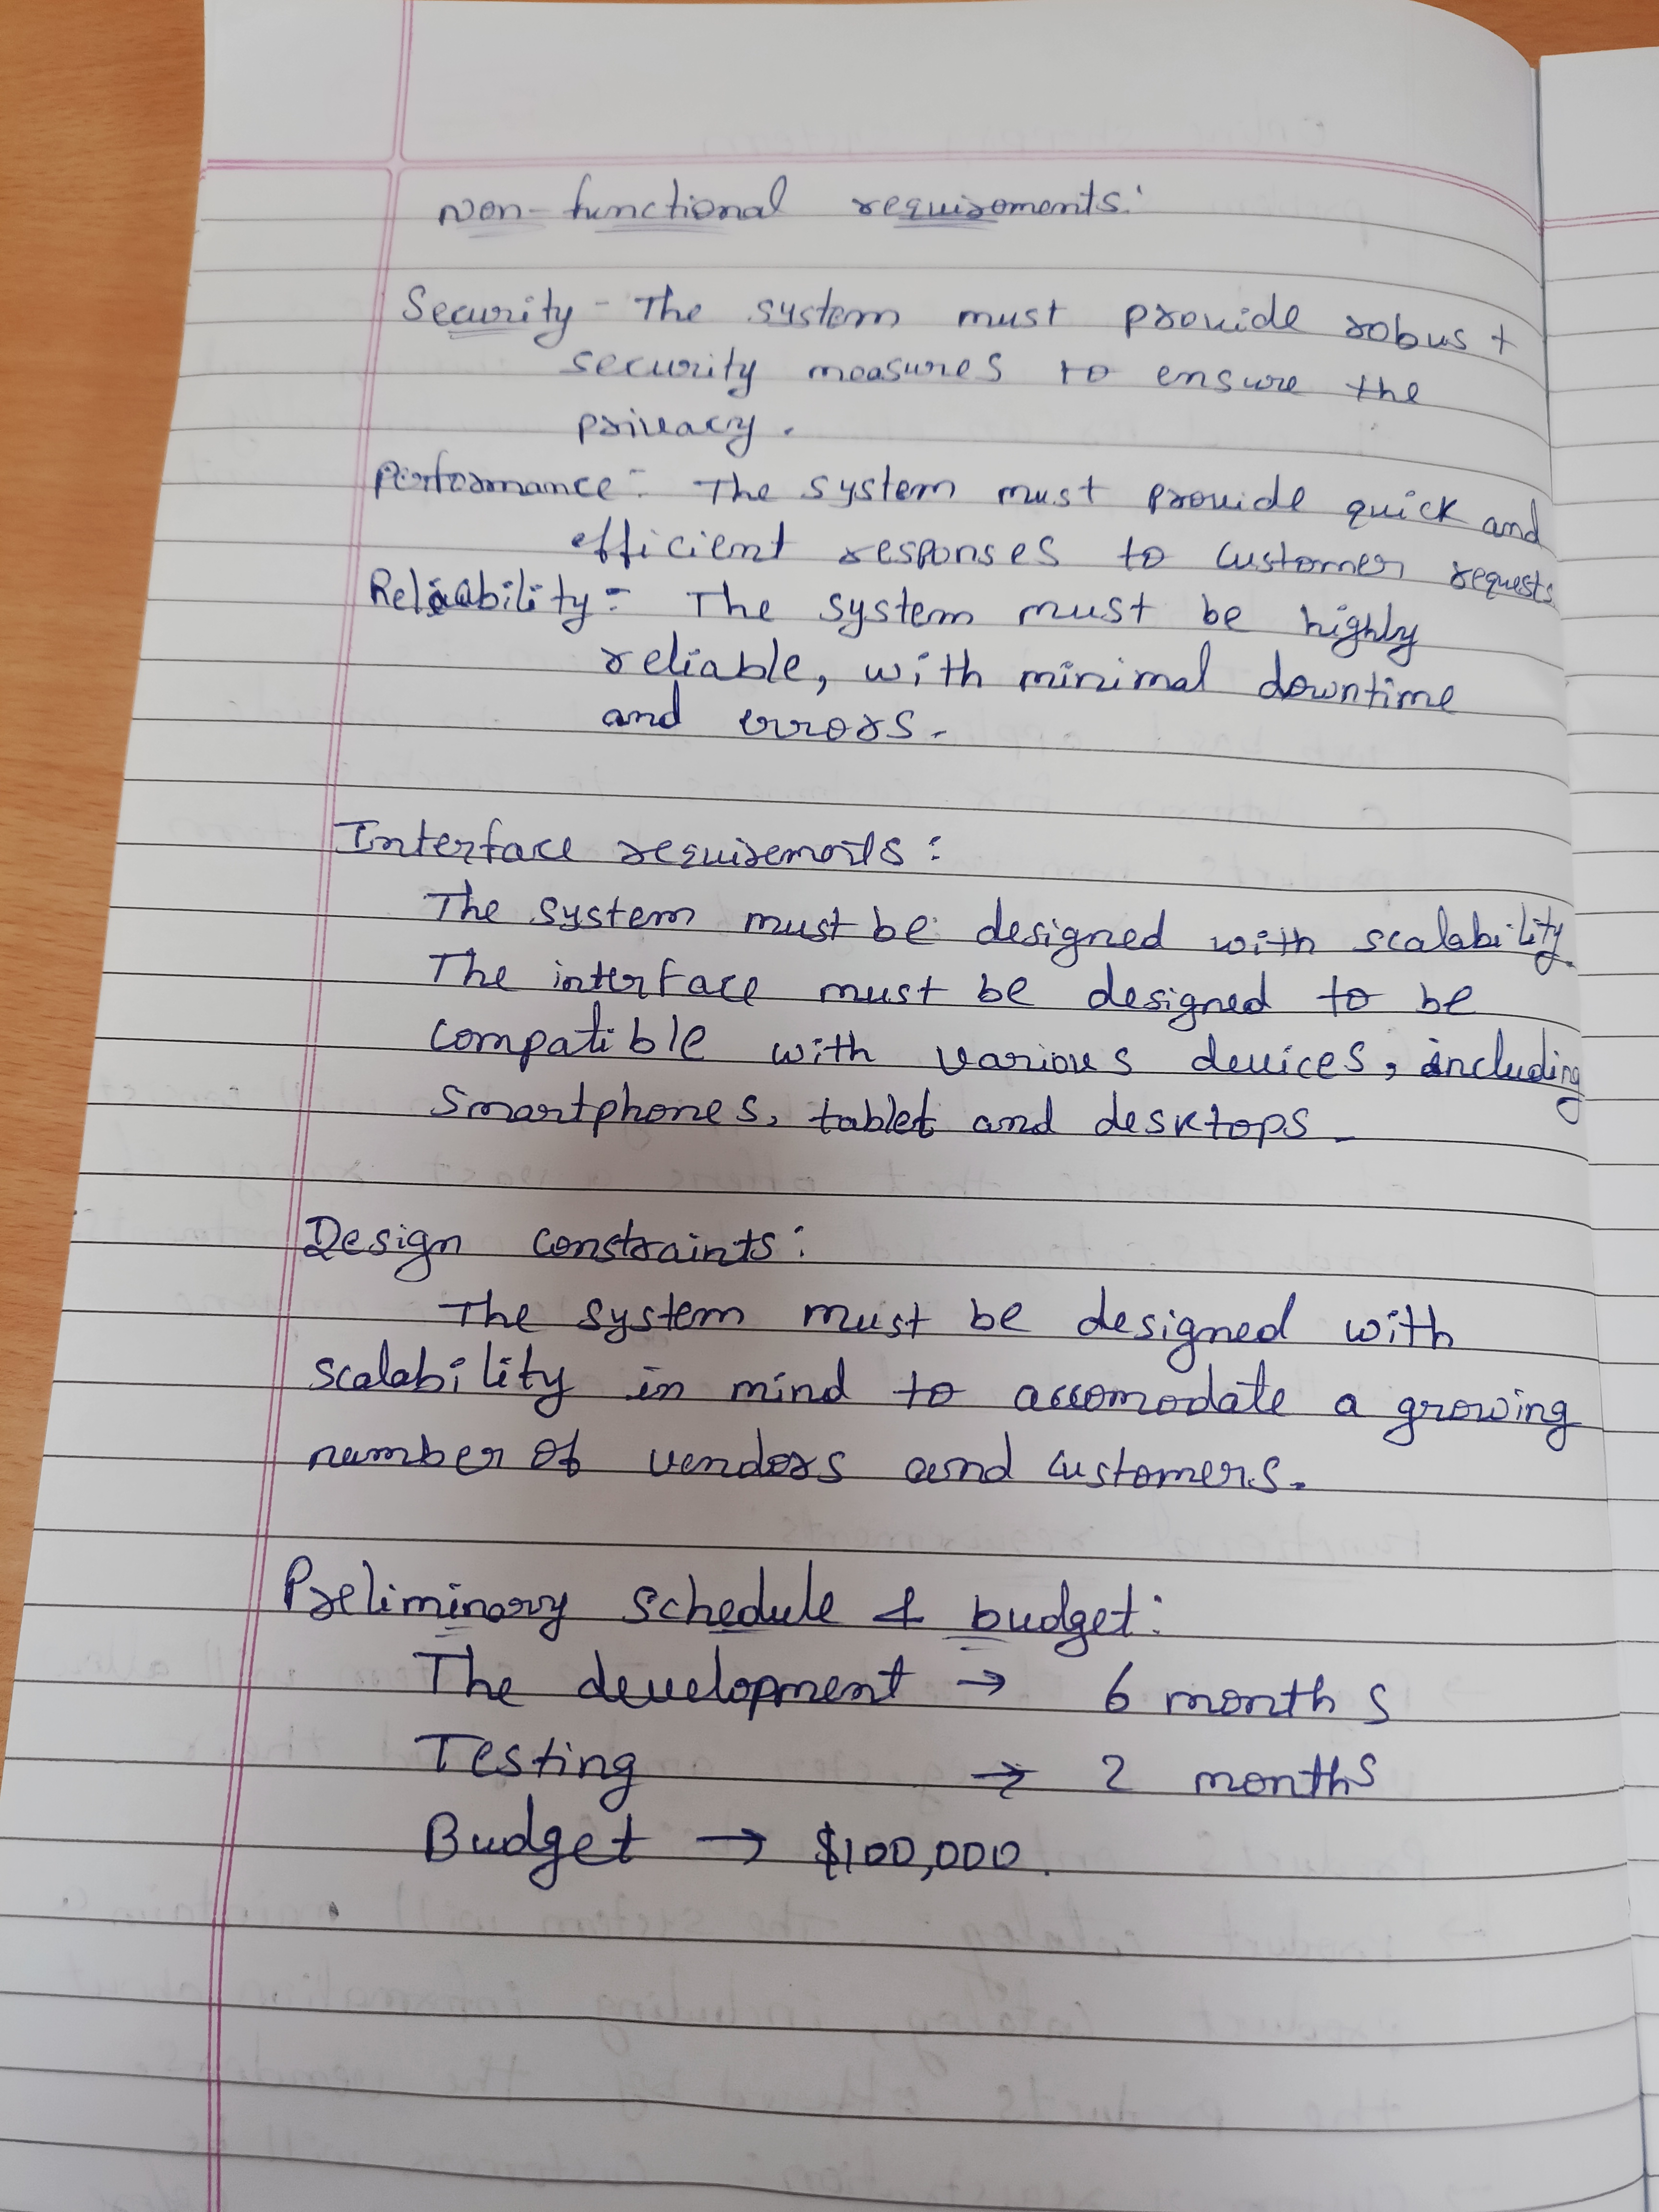 Non-functional requirements:
Security - The system must provide robust
security measures to ensure the
privacy.
Performance:- The system must provide quick and
efficient responses to customer requests
Reliability:- The system must be highly
reliable, with minimal downtime
and errors.
Interface requirements:
The system must be designed with scalability.
The interface must be designed to be
compatible with various devices, including
smartphones, tablet and desktops.
Design constraints:
The system must be designed with
scalability in mind to accomodate a growing
number of vendors and customers.
Preliminary schedule & budget:
The development → 6 months
Testing → 2 months
Budget → $100,000.